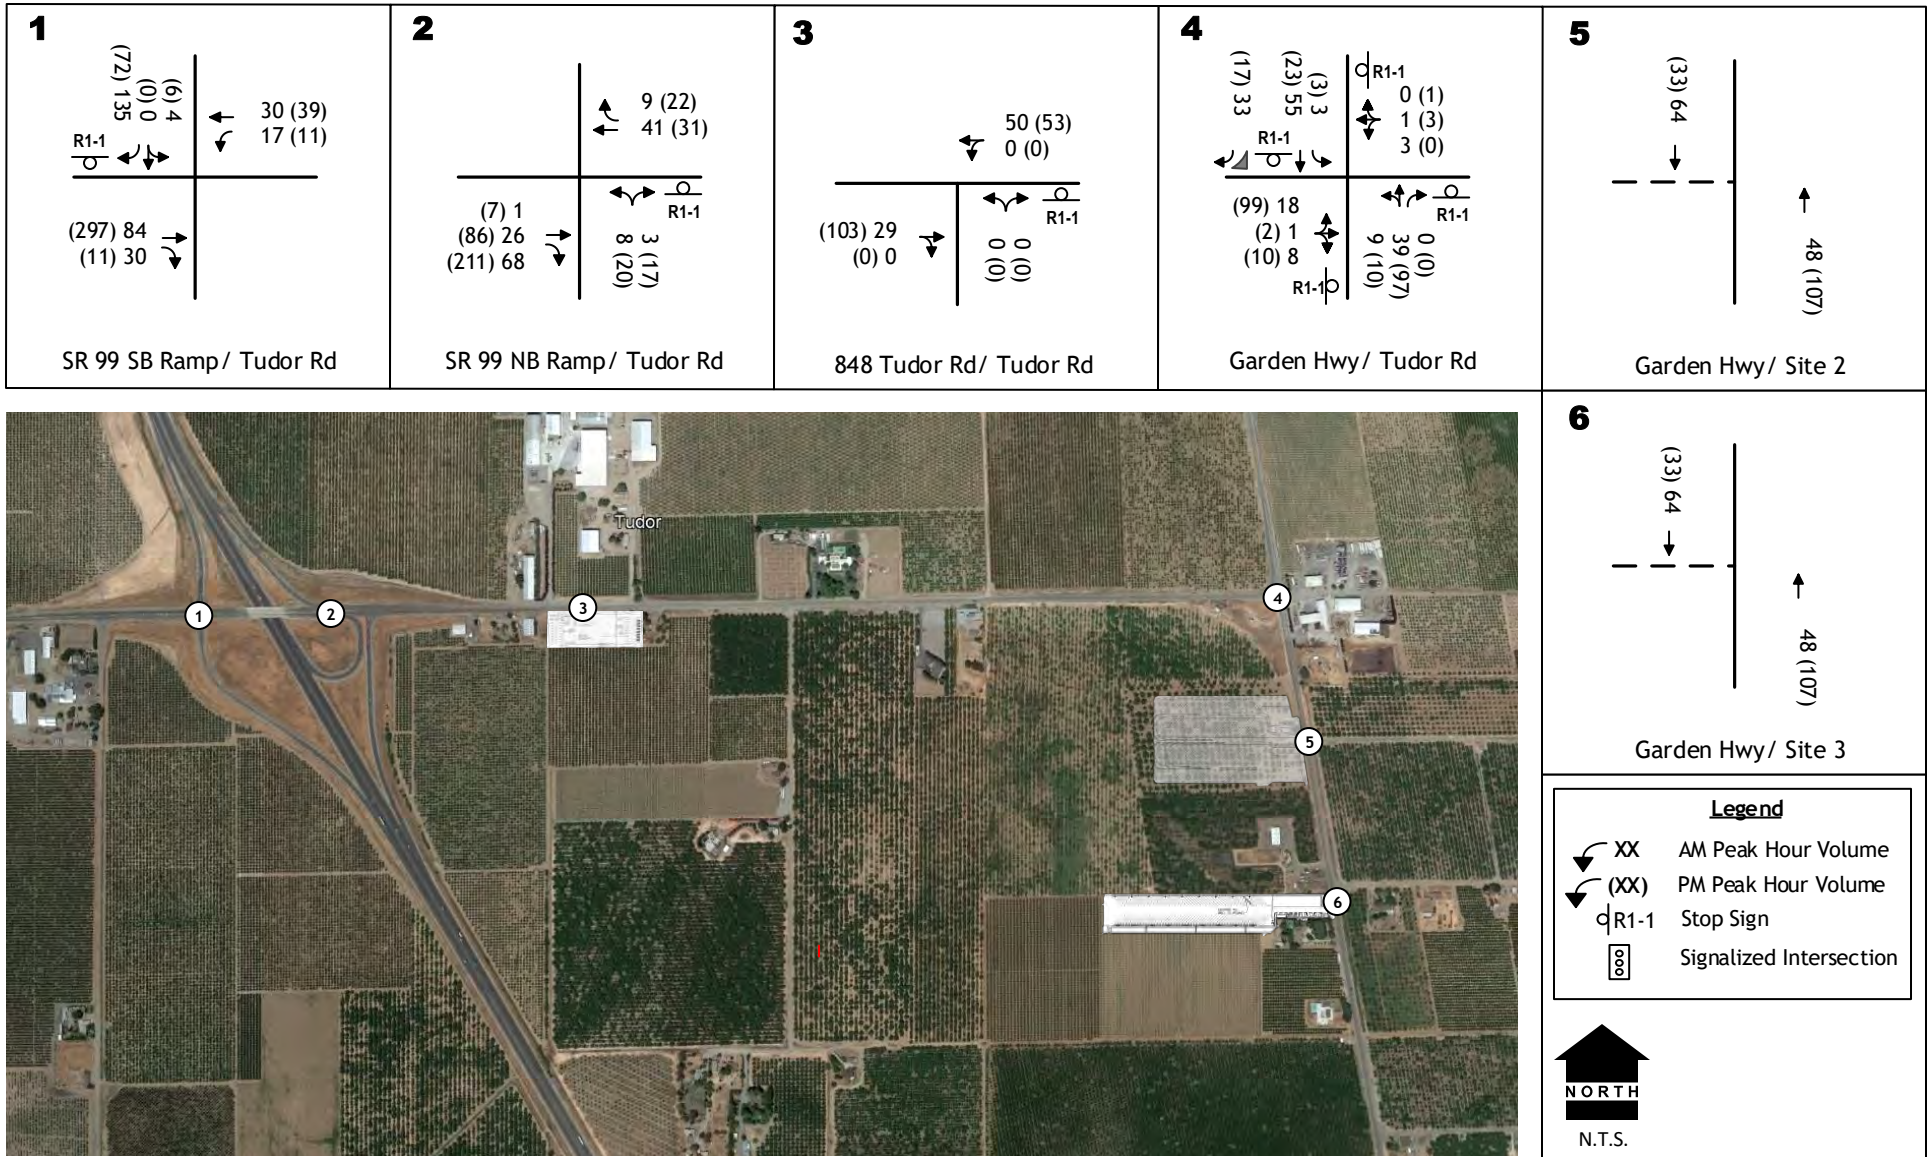 1
(72) 135
(0) 0
(6) 4
30 (39)
17 (11)
R1-1
(297) 84
(11) 30
SR 99 SB Ramp/ Tudor Rd
2
9 (22)
41 (31)
(7) 1
(86) 26
(211) 68
R1-1
8 (20)
3 (17)
SR 99 NB Ramp/ Tudor Rd
3
50 (53)
0 (0)
(103) 29
(0) 0
R1-1
0 (0)
0 (0)
848 Tudor Rd/ Tudor Rd
4
(17) 33
(23) 55
(3) 3
R1-1
0 (1)
1 (3)
3 (0)
R1-1
(99) 18
(2) 1
(10) 8
R1-1
R1-1
9 (10)
39 (97)
0 (0)
Garden Hwy/ Tudor Rd
5
(33) 64
48 (107)
Garden Hwy/ Site 2
6
(33) 64
48 (107)
Garden Hwy/ Site 3
Tudor
1
2
3
4
5
6
Legend
XX AM Peak Hour Volume
(XX) PM Peak Hour Volume
R1-1 Stop Sign
Signalized Intersection
NORTH
N.T.S.